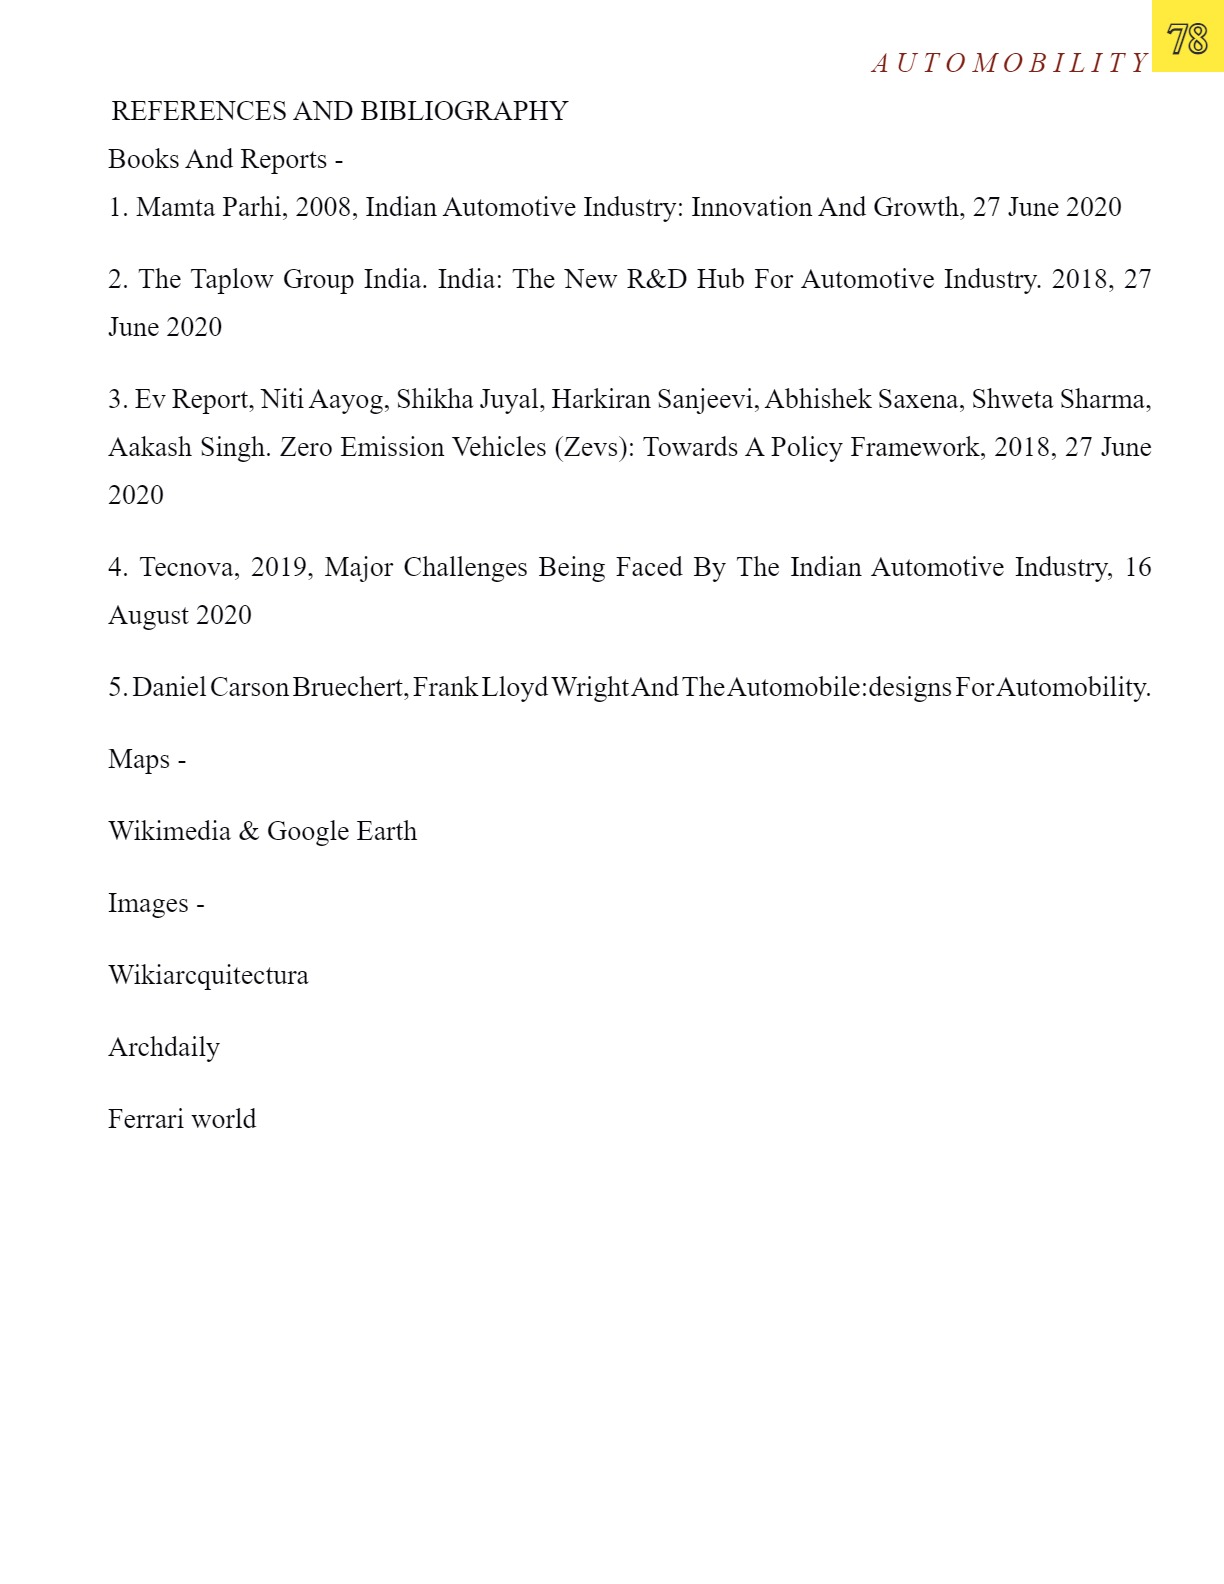 78
AUTOMOBILITY
REFERENCES AND BIBLIOGRAPHY
Books And Reports -
1. Mamta Parhi, 2008, Indian Automotive Industry: Innovation And Growth, 27 June 2020
2. The Taplow Group India. India: The New R&D Hub For Automotive Industry. 2018, 27
June 2020
3. Ev Report, Niti Aayog, Shikha Juyal, Harkiran Sanjeevi, Abhishek Saxena, Shweta Sharma,
Aakash Singh. Zero Emission Vehicles (Zevs): Towards A Policy Framework, 2018, 27 June
2020
4. Tecnova, 2019, Major Challenges Being Faced By The Indian Automotive Industry, 16
August 2020
5. Daniel Carson Bruechert, Frank Lloyd Wright And The Automobile:designs For Automobility.
Maps -
Wikimedia & Google Earth
Images -
Wikiarcquitectura
Archdaily
Ferrari world